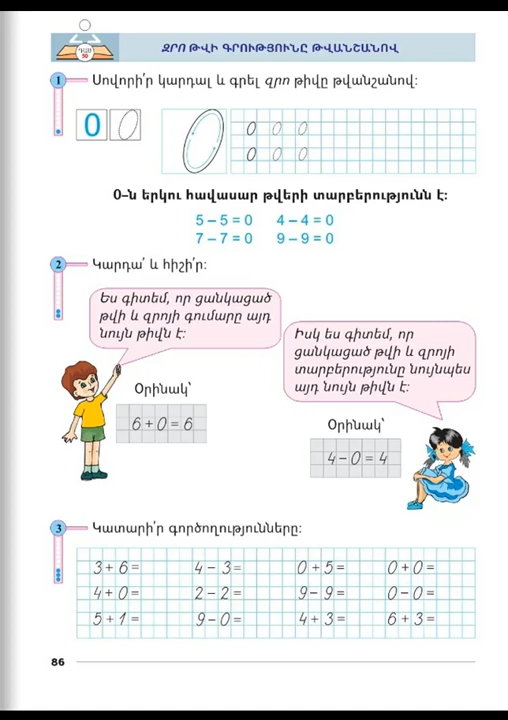 ԴԱՍ
50
ԶՐՈ ԹՎԻ ԳՐՈՒԹՅՈՒՆԸ ԹՎԱՆՇԱՆՈՎ
1 Սովորի՛ր կարդալ և գրել զրո թիվը թվանշանով:
0 0 0 0 0 0
0 0 0
0-ն երկու հավասար թվերի տարբերությունն է:
5 – 5 = 0 4 – 4 = 0
7 – 7 = 0 9 – 9 = 0
2 Կարդա՛ և հիշի՛ր:
Ես գիտեմ, որ ցանկացած
թվի և զրոյի գումարը այդ
նույն թիվն է:
Իսկ ես գիտեմ, որ
ցանկացած թվի և զրոյի
տարբերությունը նույնպես
այդ նույն թիվն է:
Օրինակ՝
6 + 0 = 6
Օրինակ՝
4 – 0 = 4
3 Կատարի՛ր գործողությունները:
3 + 6 = 4 – 3 = 0 + 5 = 0 + 0 =
4 + 0 = 2 – 2 = 9 – 9 = 0 – 0 =
5 + 1 = 9 – 0 = 4 + 3 = 6 + 3 =
86